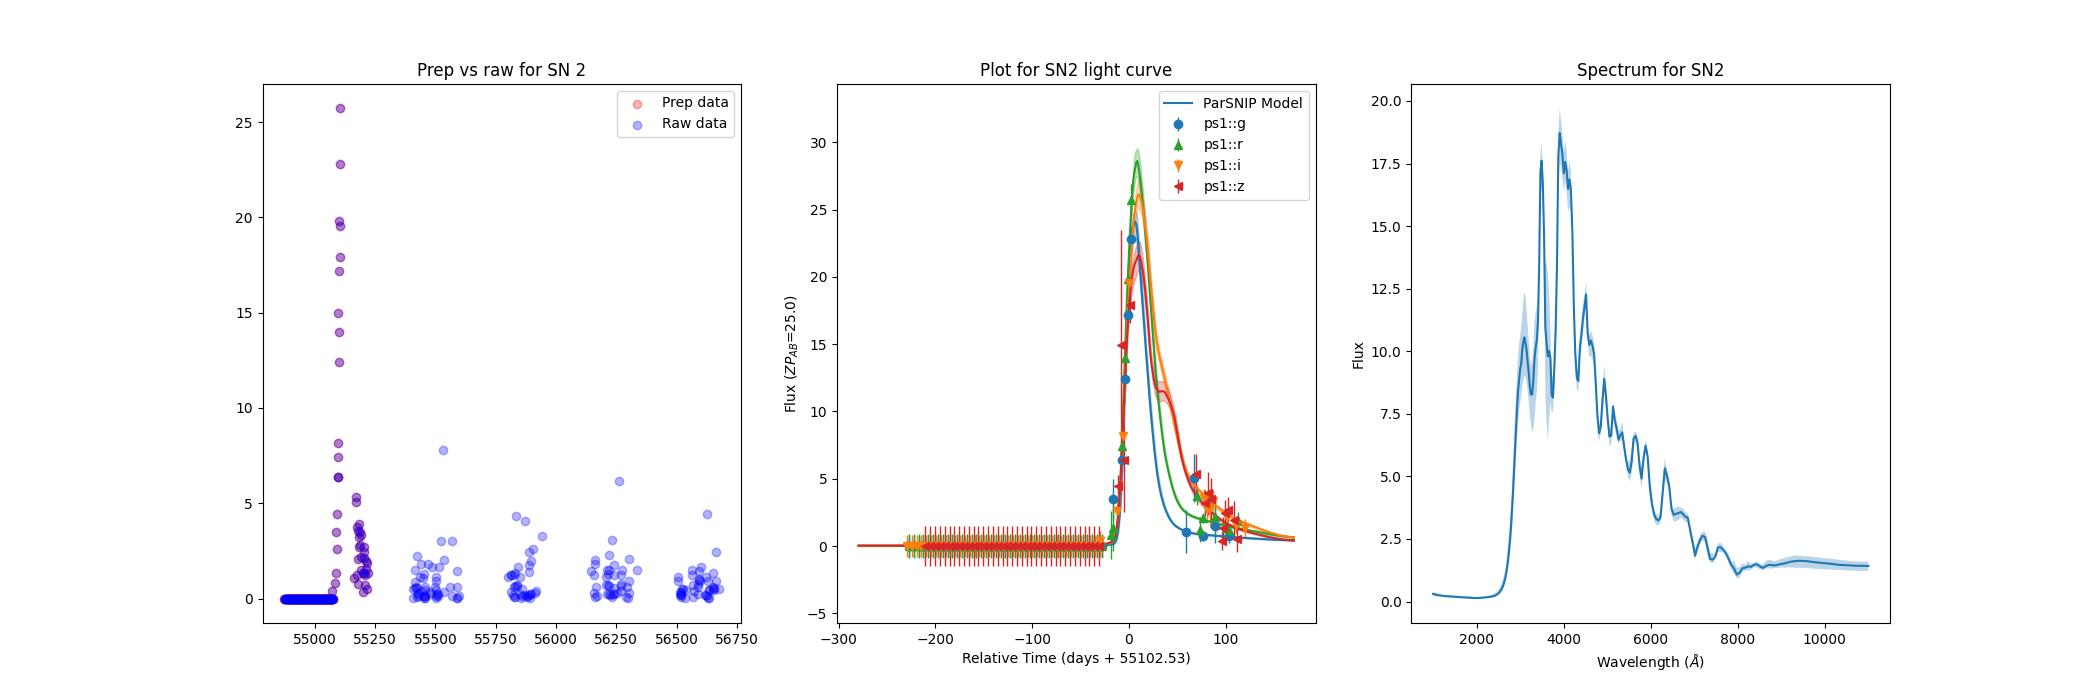 Prep vs raw for SN 2
Prep data
Raw data
25
20
15
10
5
0
55000 55250 55500 55750 56000 56250 56500 56750
Plot for SN2 light curve
ParSNIP Model
ps1::g
ps1::r
ps1::i
ps1::z
Flux (ZP_AB=25.0)
30
25
20
15
10
5
0
−5
−300 −200 −100 0 100
Relative Time (days + 55102.53)
Spectrum for SN2
Flux
20.0
17.5
15.0
12.5
10.0
7.5
5.0
2.5
0.0
2000 4000 6000 8000 10000
Wavelength (Å)